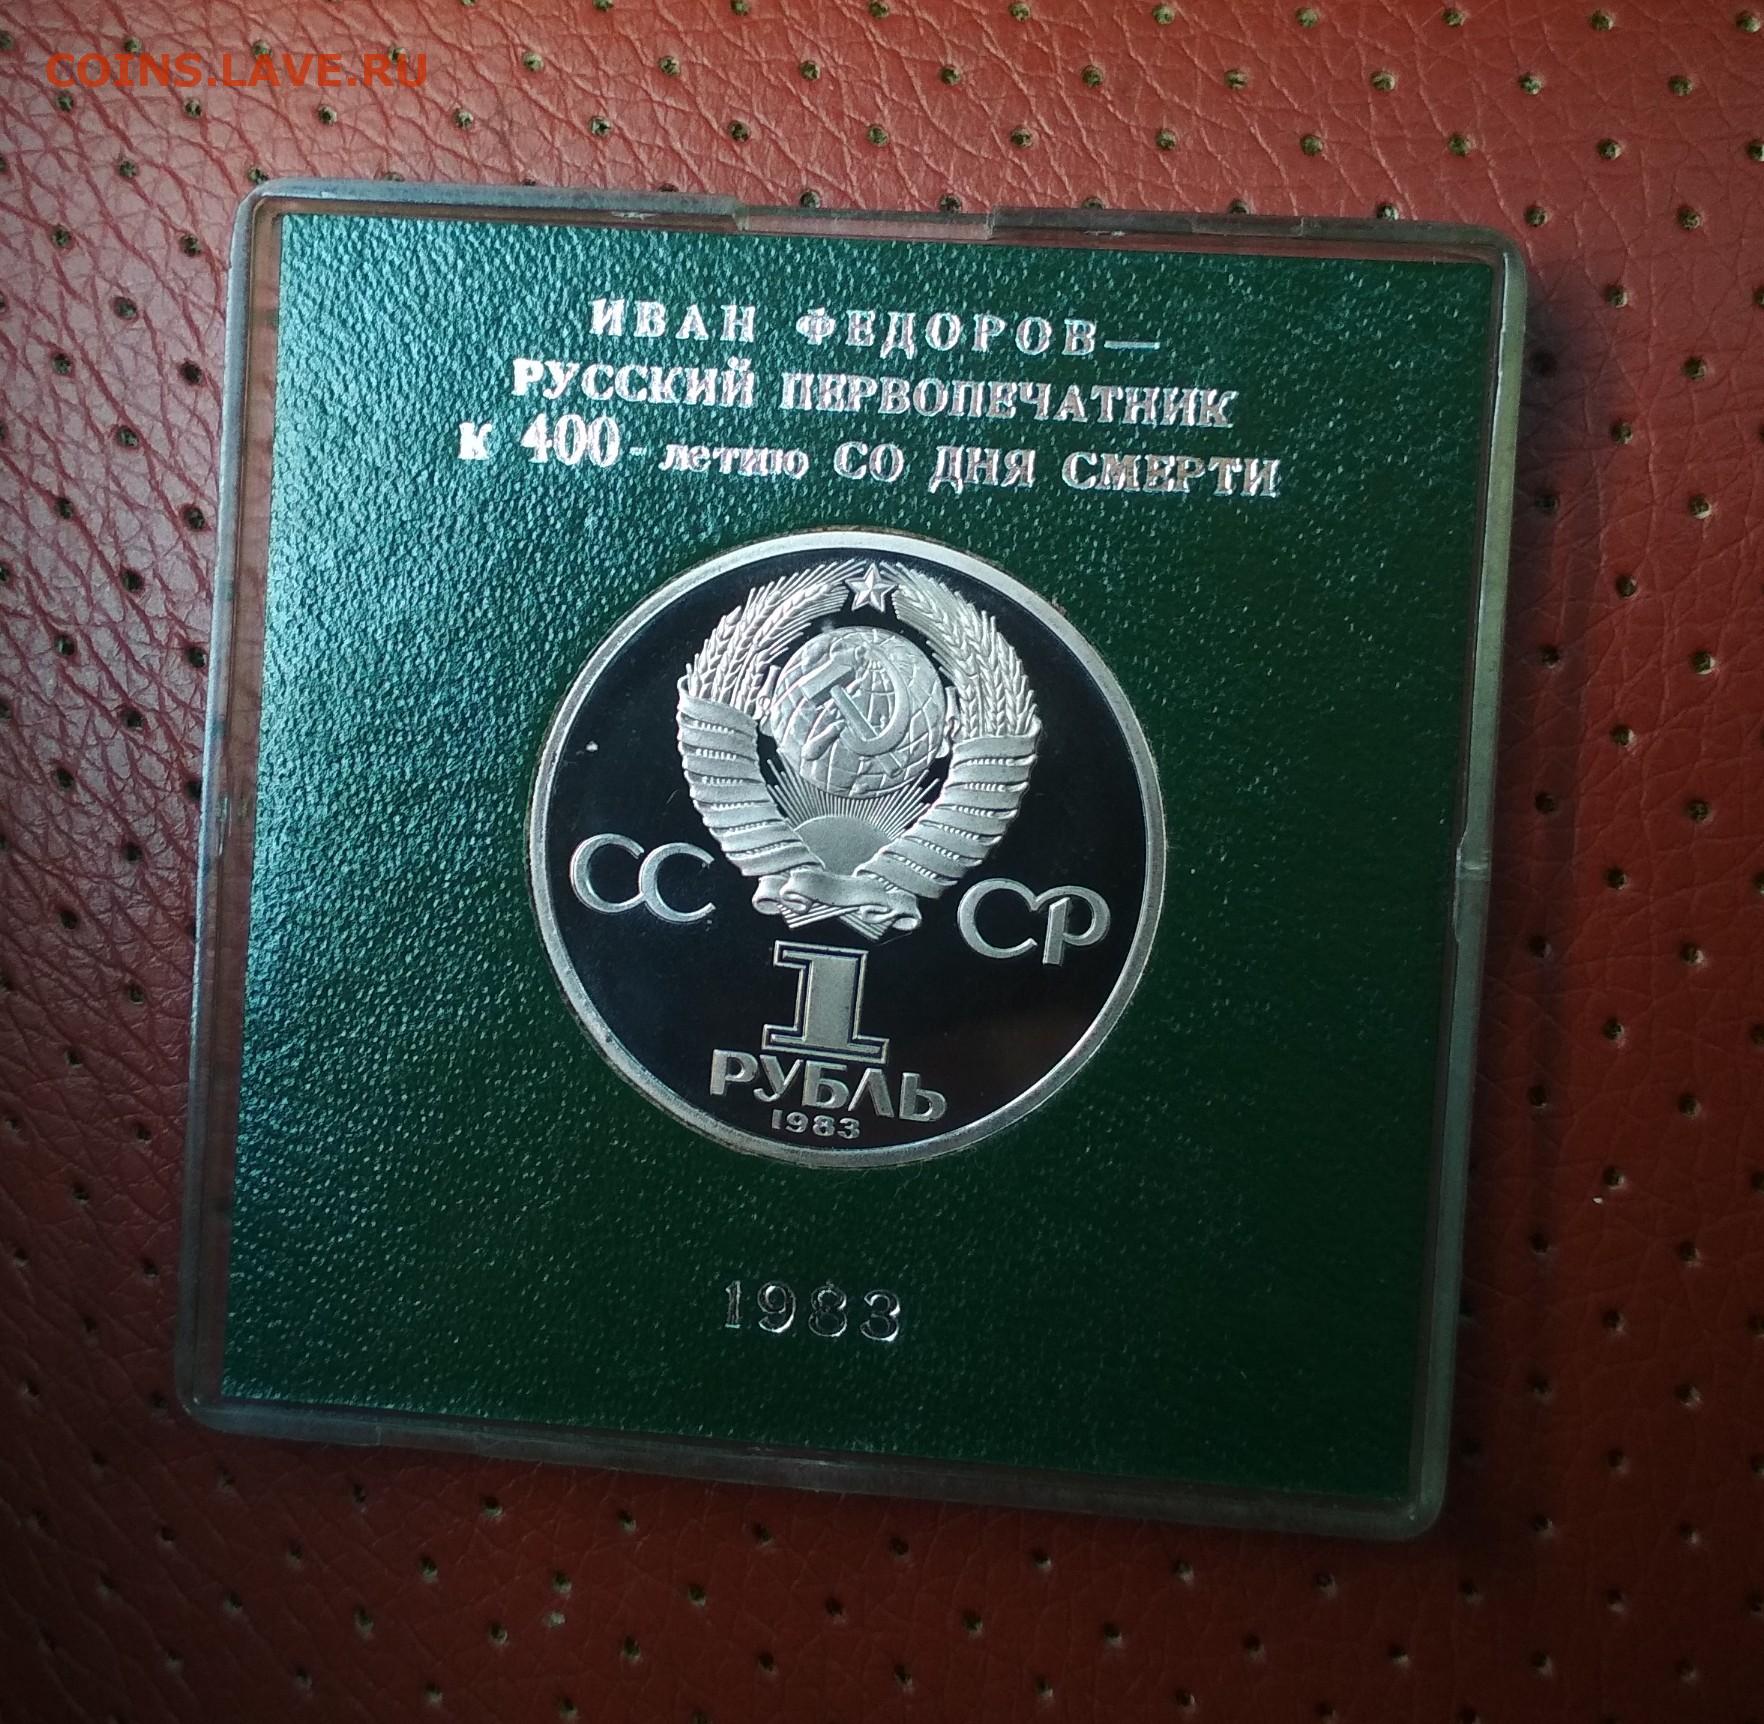 COINS.LAVE.RU
ИВАН ФЕДОРОВ—
РУССКИЙ ПЕРВОПЕЧАТНИК
К 400-летию СО ДНЯ СМЕРТИ
СС СР
1
РУБЛЬ
1983
1983